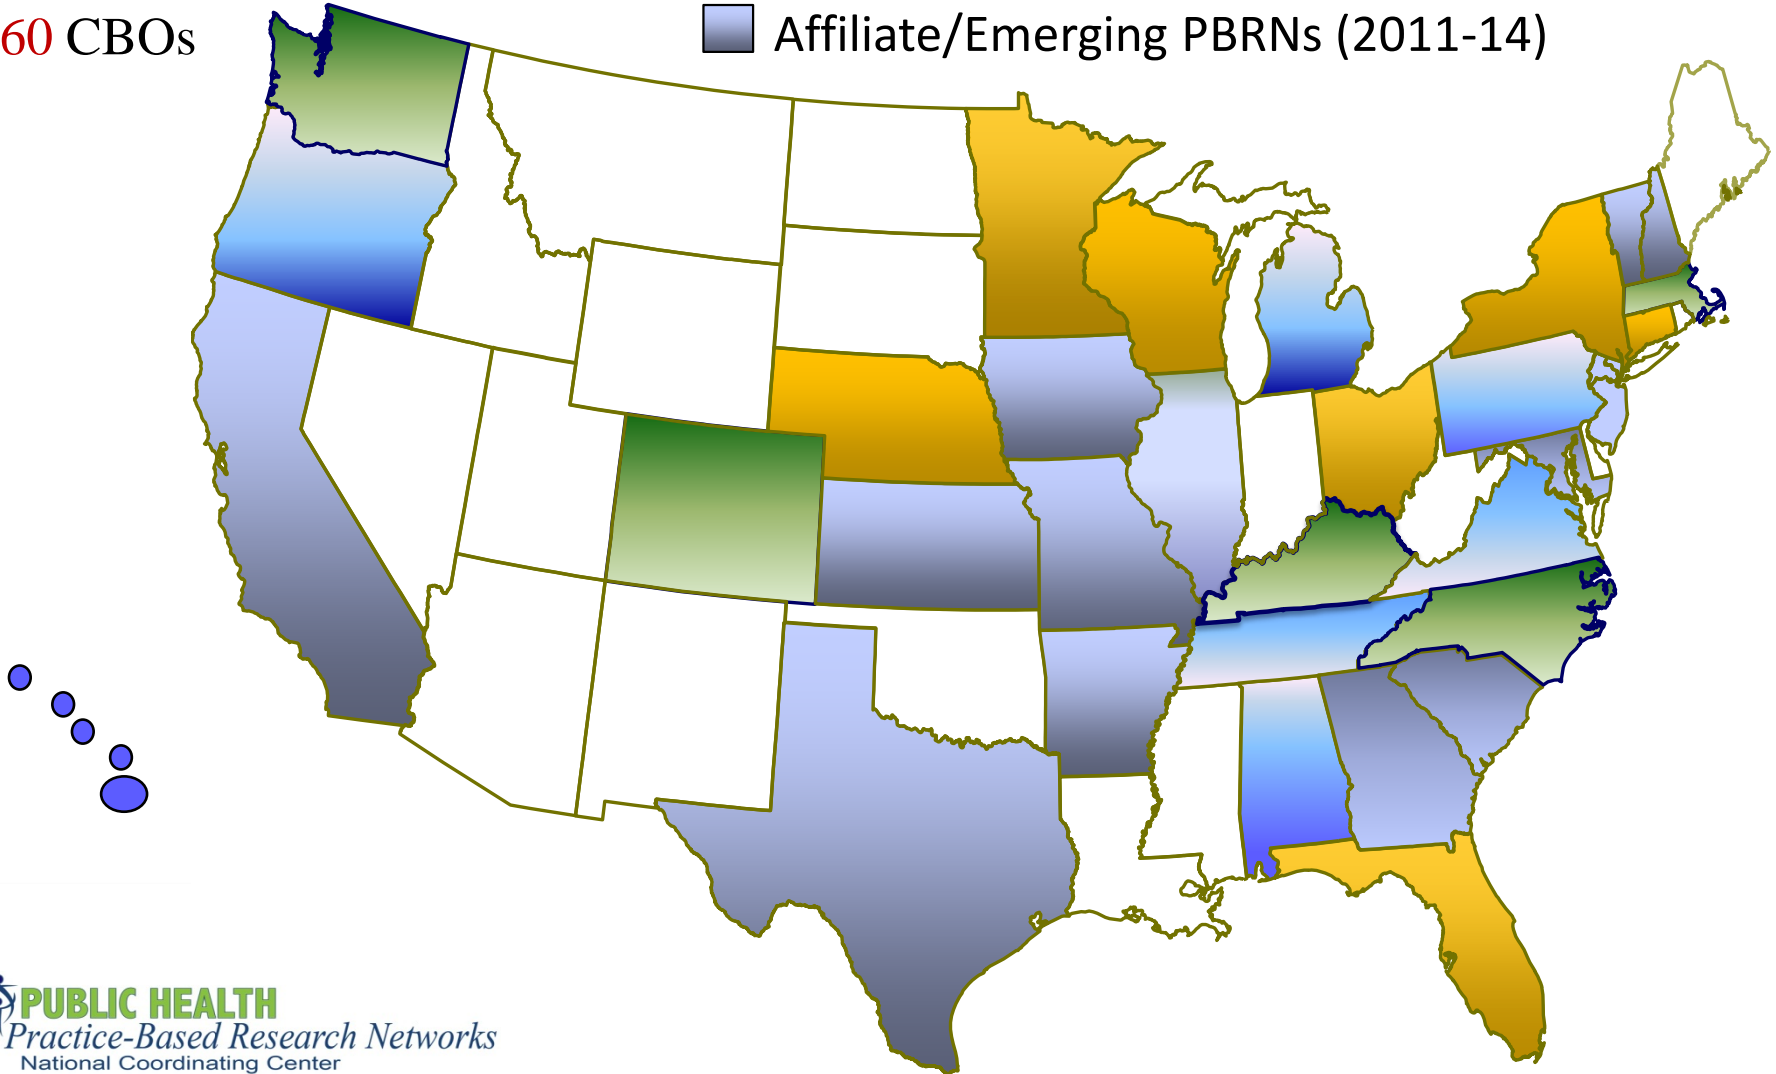 60 CBOs
Affiliate/Emerging PBRNs (2011-14)
PUBLIC HEALTH
Practice-Based Research Networks
National Coordinating Center